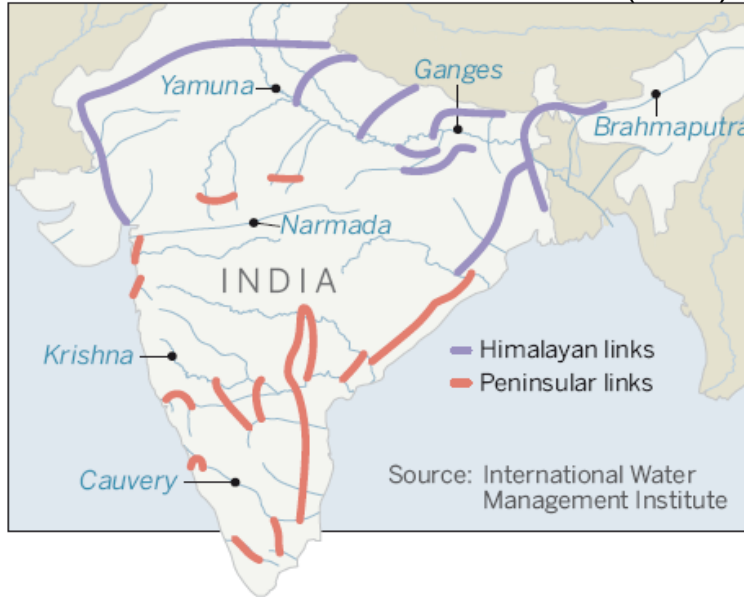 Ganges
Yamuna
Brahmaputra
Narmada
INDIA
Krishna
Himalayan links
Peninsular links
Cauvery
Source: International Water
Management Institute